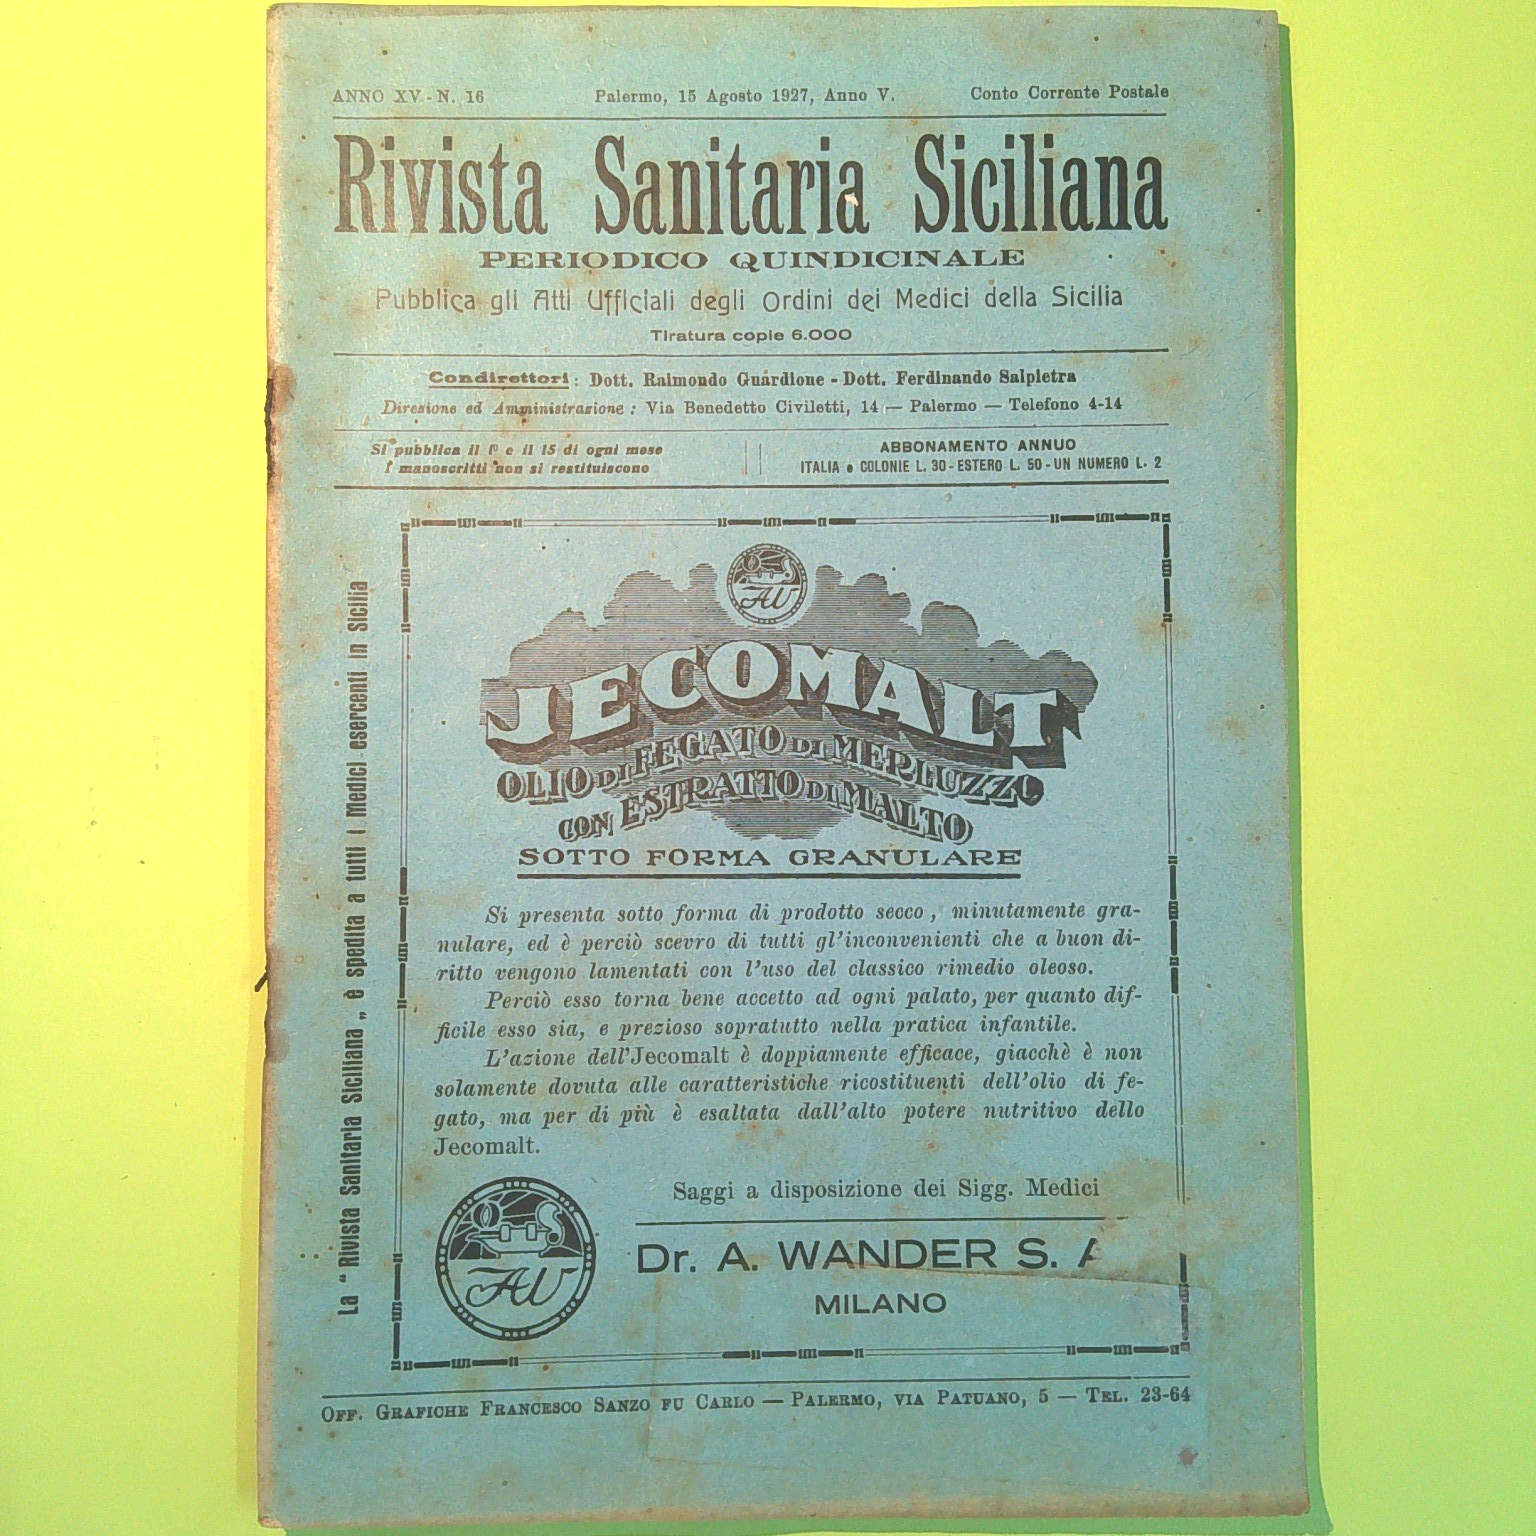 ANNO XV - N. 16 Palermo, 15 Agosto 1927, Anno V. Conto Corrente Postale
Rivista Sanitaria Siciliana
PERIODICO QUINDICINALE
Pubblica gli Atti Ufficiali degli Ordini dei Medici della Sicilia
Tiratura copie 6.000
Condirettori: Dott. Raimondo Guardione - Dott. Ferdinando Salpietra
Direzione ed Amministrazione: Via Benedetto Civiletti, 14 — Palermo — Telefono 4-14
Si pubblica il 1° e il 15 di ogni mese
I manoscritti non si restituiscono
ABBONAMENTO ANNUO
ITALIA e COLONIE L. 30 - ESTERO L. 50 - UN NUMERO L. 2
La “ Rivista Sanitaria Siciliana „ è spedita a tutti i Medici esercenti in Sicilia
AW
JECOMALT
OLIO DI FEGATO DI MERLUZZO
CON ESTRATTO DI MALTO
SOTTO FORMA GRANULARE
Si presenta sotto forma di prodotto secco, minutamente gra-
nulare, ed è perciò scevro di tutti gl'inconvenienti che a buon di-
ritto vengono lamentati con l'uso del classico rimedio oleoso.
Perciò esso torna bene accetto ad ogni palato, per quanto dif-
ficile esso sia, e prezioso sopratutto nella pratica infantile.
L'azione dell'Jecomalt è doppiamente efficace, giacchè è non
solamente dovuta alle caratteristiche ricostituenti dell'olio di fe-
gato, ma per di più è esaltata dall'alto potere nutritivo dello
Jecomalt.
Saggi a disposizione dei Sigg. Medici
AW
Dr. A. WANDER S. A
MILANO
OFF. GRAFICHE FRANCESCO SANZO FU CARLO — PALERMO, VIA PATUANO, 5 — TEL. 23-64